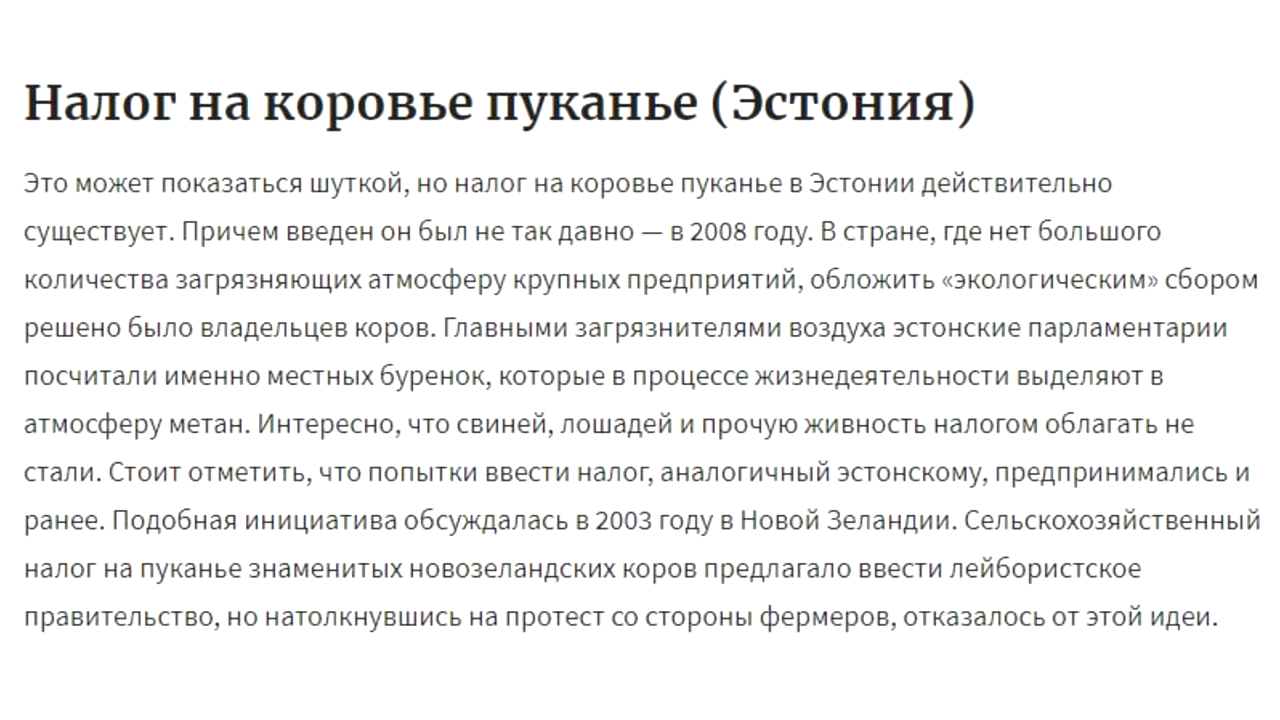 Налог на коровье пуканье (Эстония)
Это может показаться шуткой, но налог на коровье пуканье в Эстонии действительно
существует. Причем введен он был не так давно — в 2008 году. В стране, где нет большого
количества загрязняющих атмосферу крупных предприятий, обложить «экологическим» сбором
решено было владельцев коров. Главными загрязнителями воздуха эстонские парламентарии
посчитали именно местных буренок, которые в процессе жизнедеятельности выделяют в
атмосферу метан. Интересно, что свиней, лошадей и прочую живность налогом облагать не
стали. Стоит отметить, что попытки ввести налог, аналогичный эстонскому, предпринимались и
ранее. Подобная инициатива обсуждалась в 2003 году в Новой Зеландии. Сельскохозяйственный
налог на пуканье знаменитых новозеландских коров предлагало ввести лейбористское
правительство, но натолкнувшись на протест со стороны фермеров, отказалось от этой идеи.